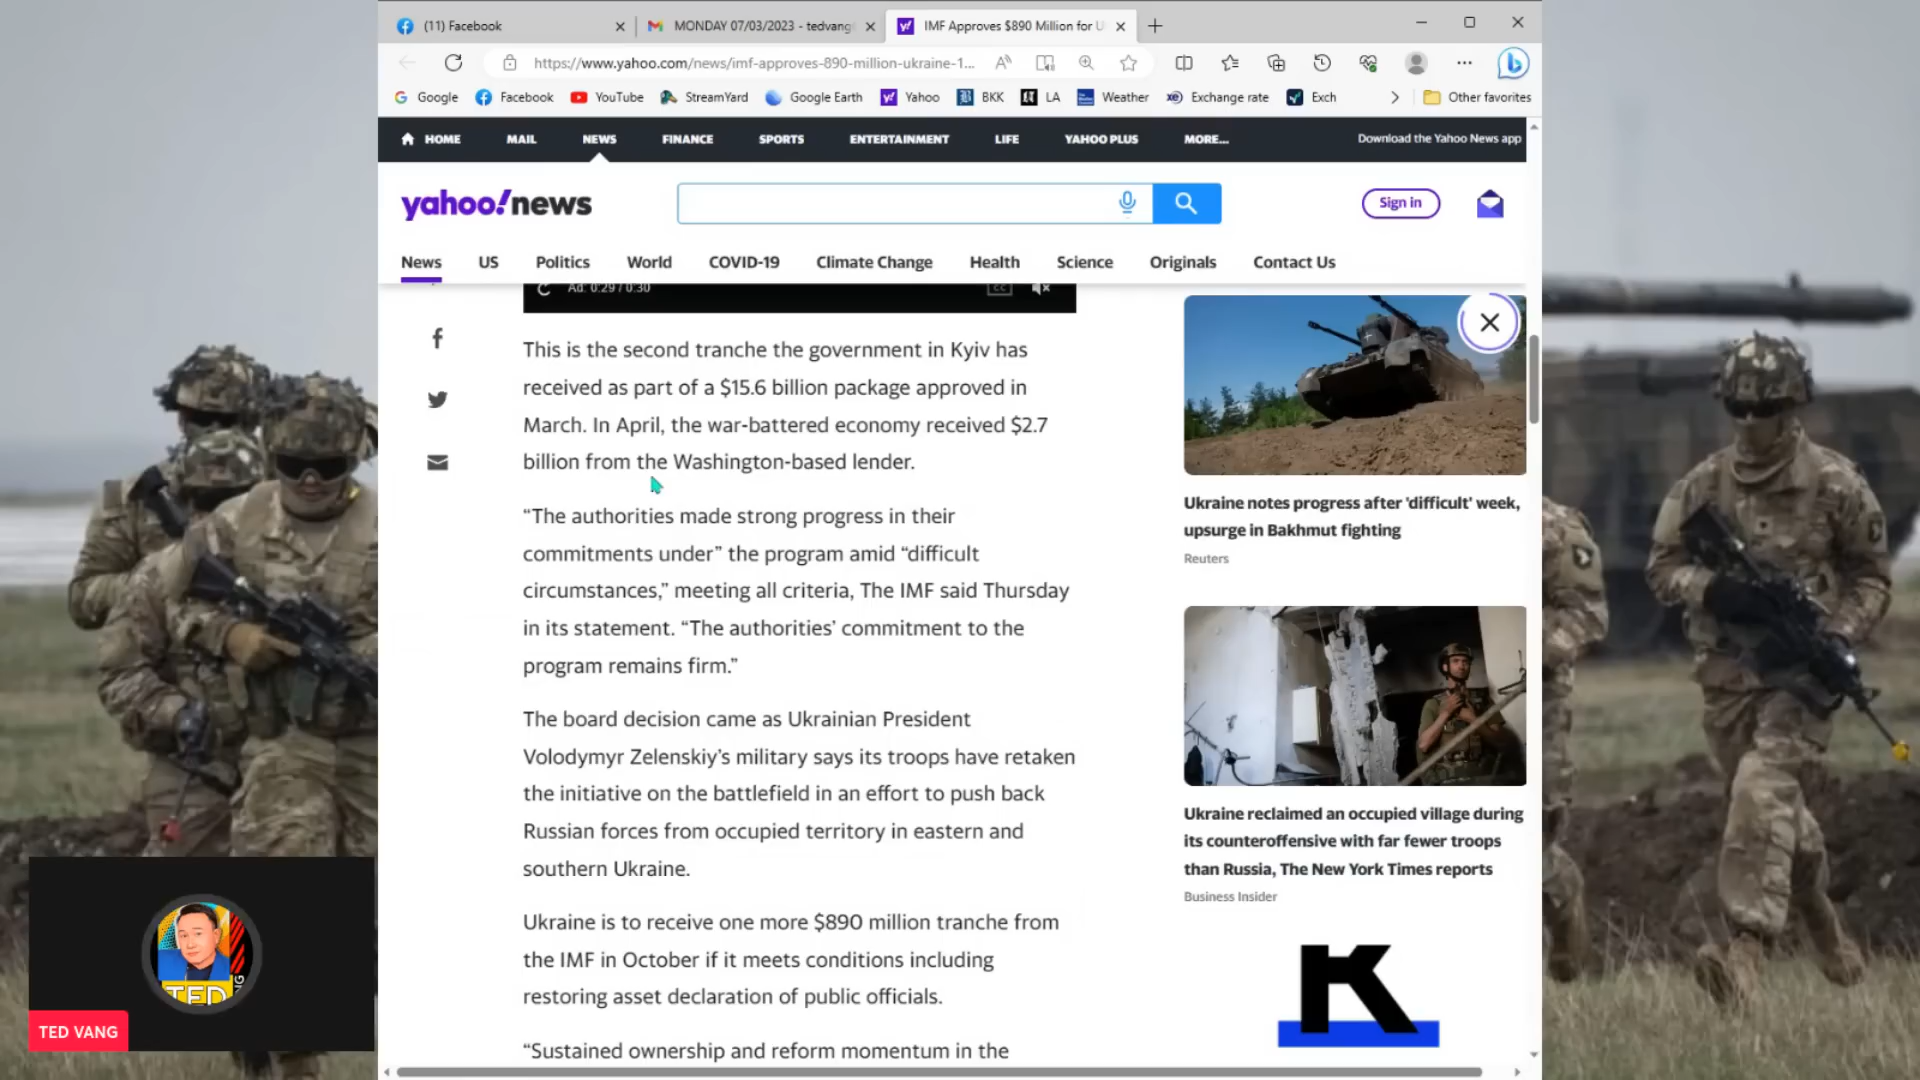 (11) Facebook
MONDAY 07/03/2023 - tedvang
IMF Approves $890 Million for U
https://www.yahoo.com/news/imf-approves-890-million-ukraine-1...
Google
Facebook
YouTube
StreamYard
Google Earth
Yahoo
BKK
LA
Weather
Exchange rate
Exch
Other favorites
HOME
MAIL
NEWS
FINANCE
SPORTS
ENTERTAINMENT
LIFE
YAHOO PLUS
MORE...
Download the Yahoo News app
yahoo!news
Sign in
News
US
Politics
World
COVID-19
Climate Change
Health
Science
Originals
Contact Us
Ad: 0:29 / 0:30
CC
This is the second tranche the government in Kyiv has
received as part of a $15.6 billion package approved in
March. In April, the war-battered economy received $2.7
billion from the Washington-based lender.
“The authorities made strong progress in their
commitments under” the program amid “difficult
circumstances,” meeting all criteria, The IMF said Thursday
in its statement. “The authorities’ commitment to the
program remains firm.”
The board decision came as Ukrainian President
Volodymyr Zelenskiy’s military says its troops have retaken
the initiative on the battlefield in an effort to push back
Russian forces from occupied territory in eastern and
southern Ukraine.
Ukraine is to receive one more $890 million tranche from
the IMF in October if it meets conditions including
restoring asset declaration of public officials.
“Sustained ownership and reform momentum in the
Ukraine notes progress after 'difficult' week,
upsurge in Bakhmut fighting
Reuters
Ukraine reclaimed an occupied village during
its counteroffensive with far fewer troops
than Russia, The New York Times reports
Business Insider
K
TED
TED VANG